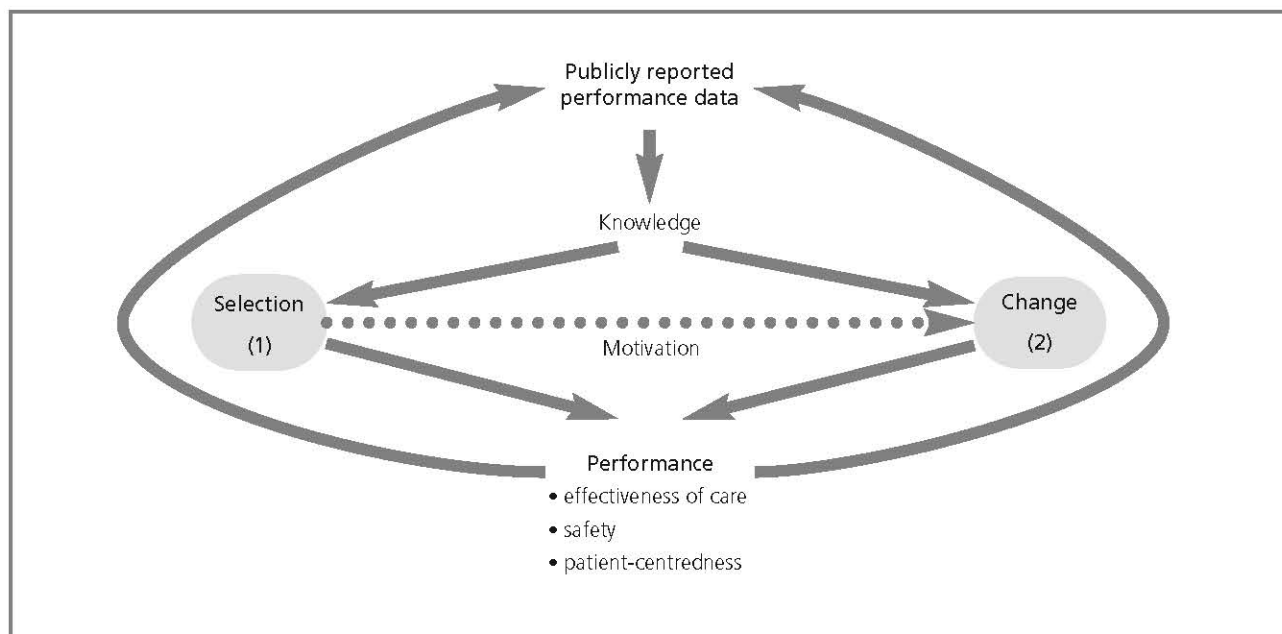 Publicly reported
performance data
Knowledge
Selection
(1)
Motivation
Change
(2)
Performance
• effectiveness of care
• safety
• patient-centredness